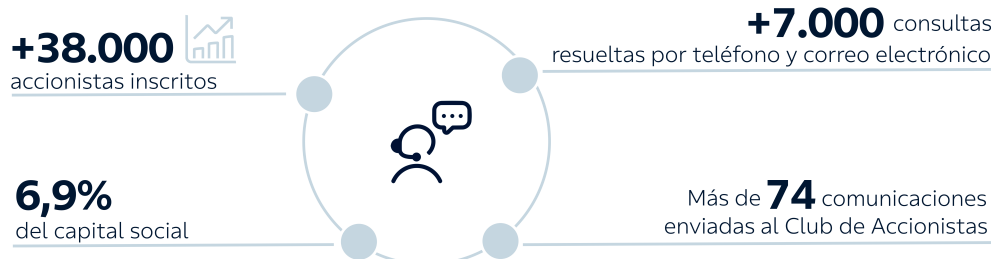 +38.000
accionistas inscritos
+7.000 consultas
resueltas por teléfono y correo electrónico
6,9%
del capital social
Más de 74 comunicaciones
enviadas al Club de Accionistas